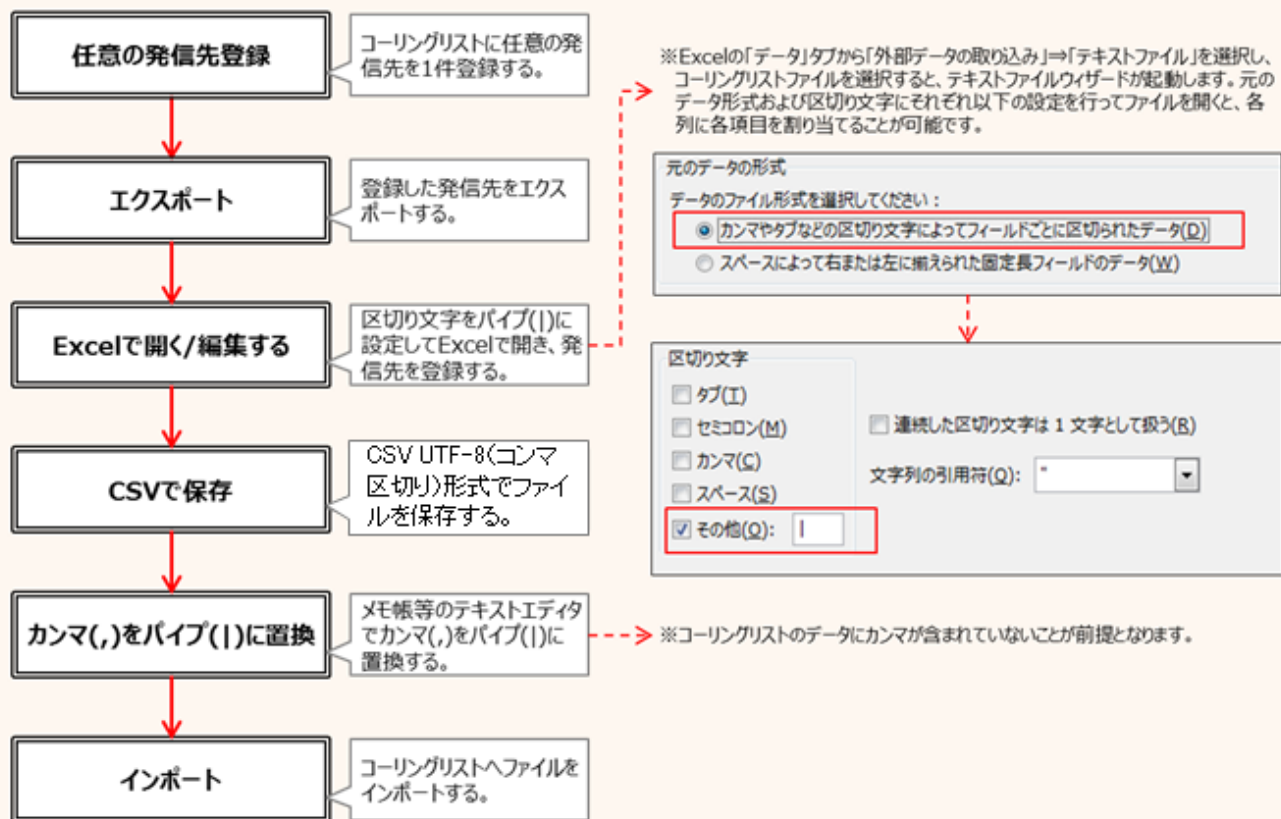 任意の発信先登録
コーリングリストに任意の発
信先を1件登録する。
エクスポート
登録した発信先をエクス
ポートする。
Excelで開く/編集する
区切り文字をパイプ(|)に
設定してExcelで開き、発
信先を登録する。
CSVで保存
CSV UTF-8(コンマ
区切り)形式でファイ
ルを保存する。
カンマ(,)をパイプ(|)に置換
メモ帳等のテキストエディタ
でカンマ(,)をパイプ(|)に
置換する。
インポート
コーリングリストへファイルを
インポートする。
※Excelの「データ」タブから「外部データの取り込み」⇒「テキストファイル」を選択し、
コーリングリストファイルを選択すると、テキストファイルウィザードが起動します。元の
データ形式および区切り文字にそれぞれ以下の設定を行ってファイルを開くと、各
列に各項目を割り当てることが可能です。
元のデータの形式
データのファイル形式を選択してください：
カンマやタブなどの区切り文字によってフィールドごとに区切られたデータ(D)
スペースによって右または左に揃えられた固定長フィールドのデータ(W)
区切り文字
タブ(T)
セミコロン(M)
カンマ(C)
スペース(S)
その他(O): |
連続した区切り文字は 1 文字として扱う(R)
文字列の引用符(Q): "
※コーリングリストのデータにカンマが含まれていないことが前提となります。